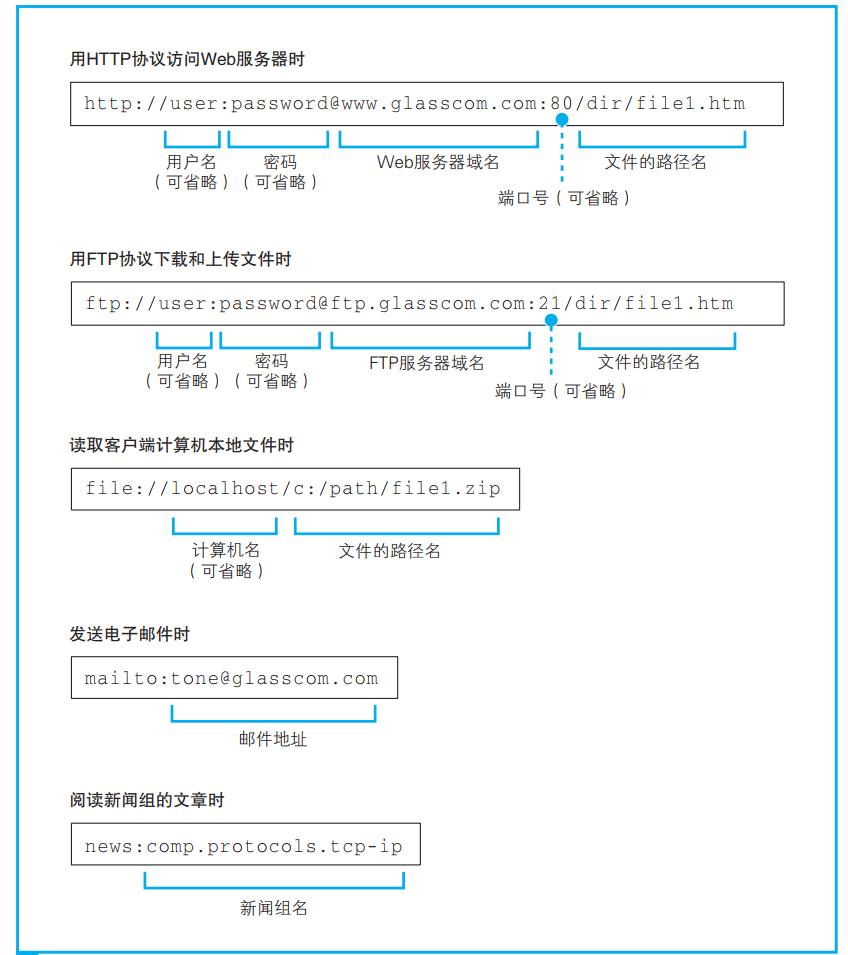 用HTTP协议访问Web服务器时
http://user:password@www.glasscom.com:80/dir/file1.htm
用户名 密码 Web服务器域名 文件的路径名
（可省略）（可省略）
端口号（可省略）
用FTP协议下载和上传文件时
ftp://user:password@ftp.glasscom.com:21/dir/file1.htm
用户名 密码 FTP服务器域名 文件的路径名
（可省略）（可省略）
端口号（可省略）
读取客户端计算机本地文件时
file://localhost/c:/path/file1.zip
计算机名 文件的路径名
（可省略）
发送电子邮件时
mailto:tone@glasscom.com
邮件地址
阅读新闻组的文章时
news:comp.protocols.tcp-ip
新闻组名